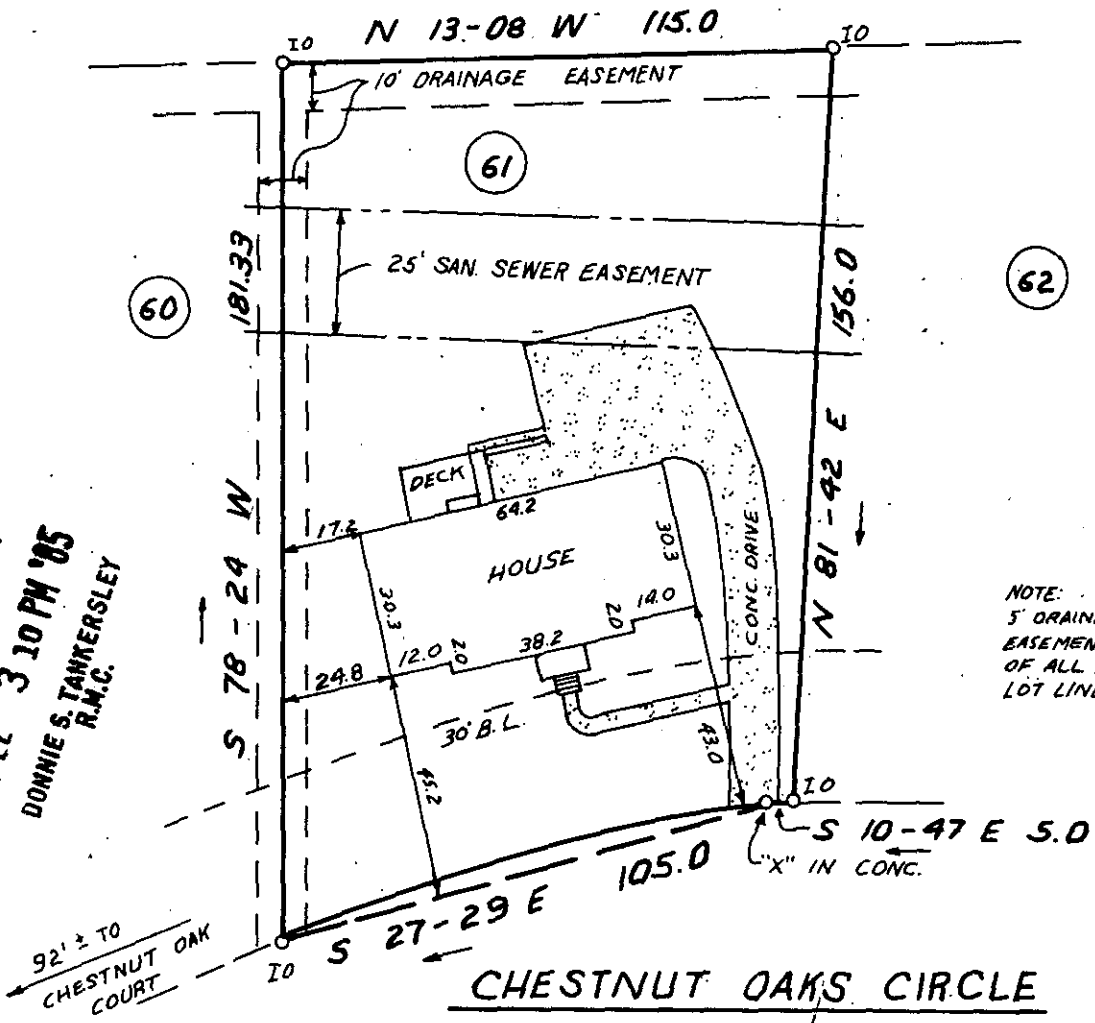 N 13-08 W 115.0
IO
IO
10' DRAINAGE EASEMENT
61
25' SAN. SEWER EASEMENT
60
62
181.33
S 78-24 W
156.0
N 81-42 E
DECK
17.2
64.2
HOUSE
30.3
30.3
CONC. DRIVE
14.0
2.0
38.2
12.0
2.0
24.8
30' B.L.
43.0
45.2
3 10 PM '85
DONNIE S. TANKERSLEY
R.M.C.
NOTE:
5' DRAIN
EASEMEN
OF ALL
LOT LINE
IO
S 10-47 E 5.0
"X" IN CONC.
S 27-29 E 105.0
IO
92' ± TO
CHESTNUT OAK
COURT
CHESTNUT OAKS CIRCLE